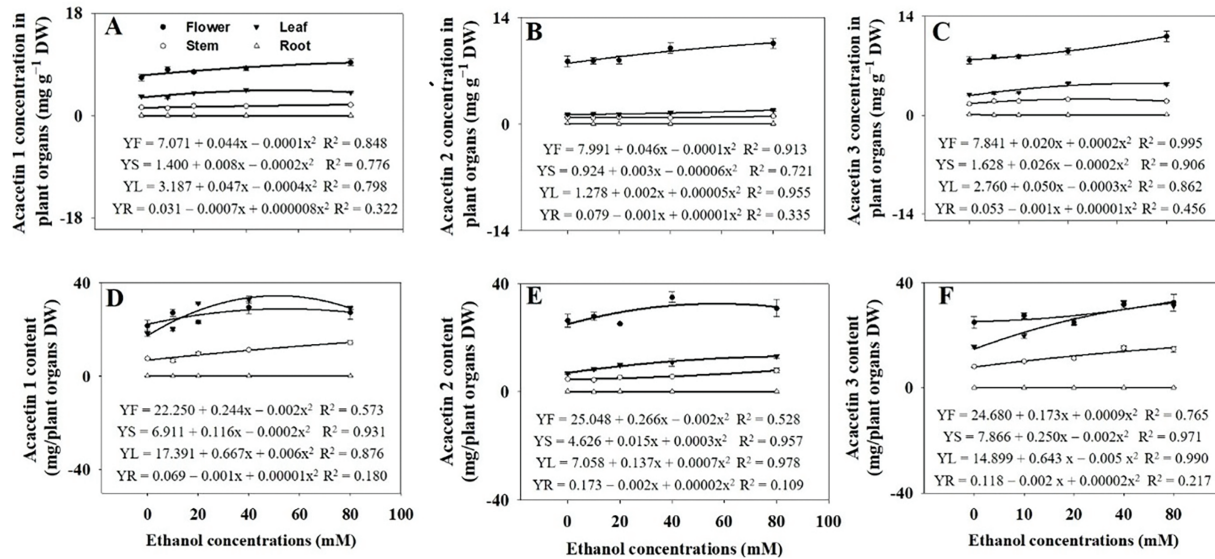 Acacetin 1 concentration in
plant organs (mg g⁻¹ DW)
18
0
-18
A
Flower
Leaf
Stem
Root
YF = 7.071 + 0.044x – 0.0001x² R² = 0.848
YS = 1.400 + 0.008x – 0.0002x² R² = 0.776
YL = 3.187 + 0.047x – 0.0004x² R² = 0.798
YR = 0.031 – 0.0007x + 0.000008x² R² = 0.322
Acacetin 2 concentration in
plant organs (mg g⁻¹ DW)
14
0
-14
B
YF = 7.991 + 0.046x – 0.0001x² R² = 0.913
YS = 0.924 + 0.003x – 0.00006x² R² = 0.721
YL = 1.278 + 0.002x + 0.00005x² R² = 0.955
YR = 0.079 – 0.001x + 0.00001x² R² = 0.335
0 20 40 60 80 100
Acacetin 3 concentration in
plant organs (mg g⁻¹ DW)
14
0
-14
C
YF = 7.841 + 0.020x + 0.0002x² R² = 0.995
YS = 1.628 + 0.026x – 0.0002x² R² = 0.906
YL = 2.760 + 0.050x – 0.0003x² R² = 0.862
YR = 0.053 – 0.001x + 0.00001x² R² = 0.456
Acacetin 1 content
(mg/plant organs DW)
40
0
-40
D
YF = 22.250 + 0.244x – 0.002x² R² = 0.573
YS = 6.911 + 0.116x – 0.0002x² R² = 0.931
YL = 17.391 + 0.667x + 0.006x² R² = 0.876
YR = 0.069 -0.001x + 0.00001x² R² = 0.180
0 20 40 60 80 100
Ethanol concentrations (mM)
Acacetin 2 content
(mg/plant organs DW)
40
0
-40
E
YF = 25.048 + 0.266x – 0.002x² R² = 0.528
YS = 4.626 + 0.015x + 0.0003x² R² = 0.957
YL = 7.058 + 0.137x + 0.0007x² R² = 0.978
YR = 0.173 – 0.002x + 0.00002x² R² = 0.109
0 20 40 60 80 100
Ethanol concentrations (mM)
Acacetin 3 content
(mg/plant organs DW)
40
0
-40
F
YF = 24.680 + 0.173x + 0.0009x² R² = 0.765
YS = 7.866 + 0.250x – 0.002x² R² = 0.971
YL = 14.899 + 0.643 x – 0.005 x² R² = 0.990
YR = 0.118 – 0.002 x + 0.00002x² R² = 0.217
0 10 20 40 80
Ethanol concentrations (mM)